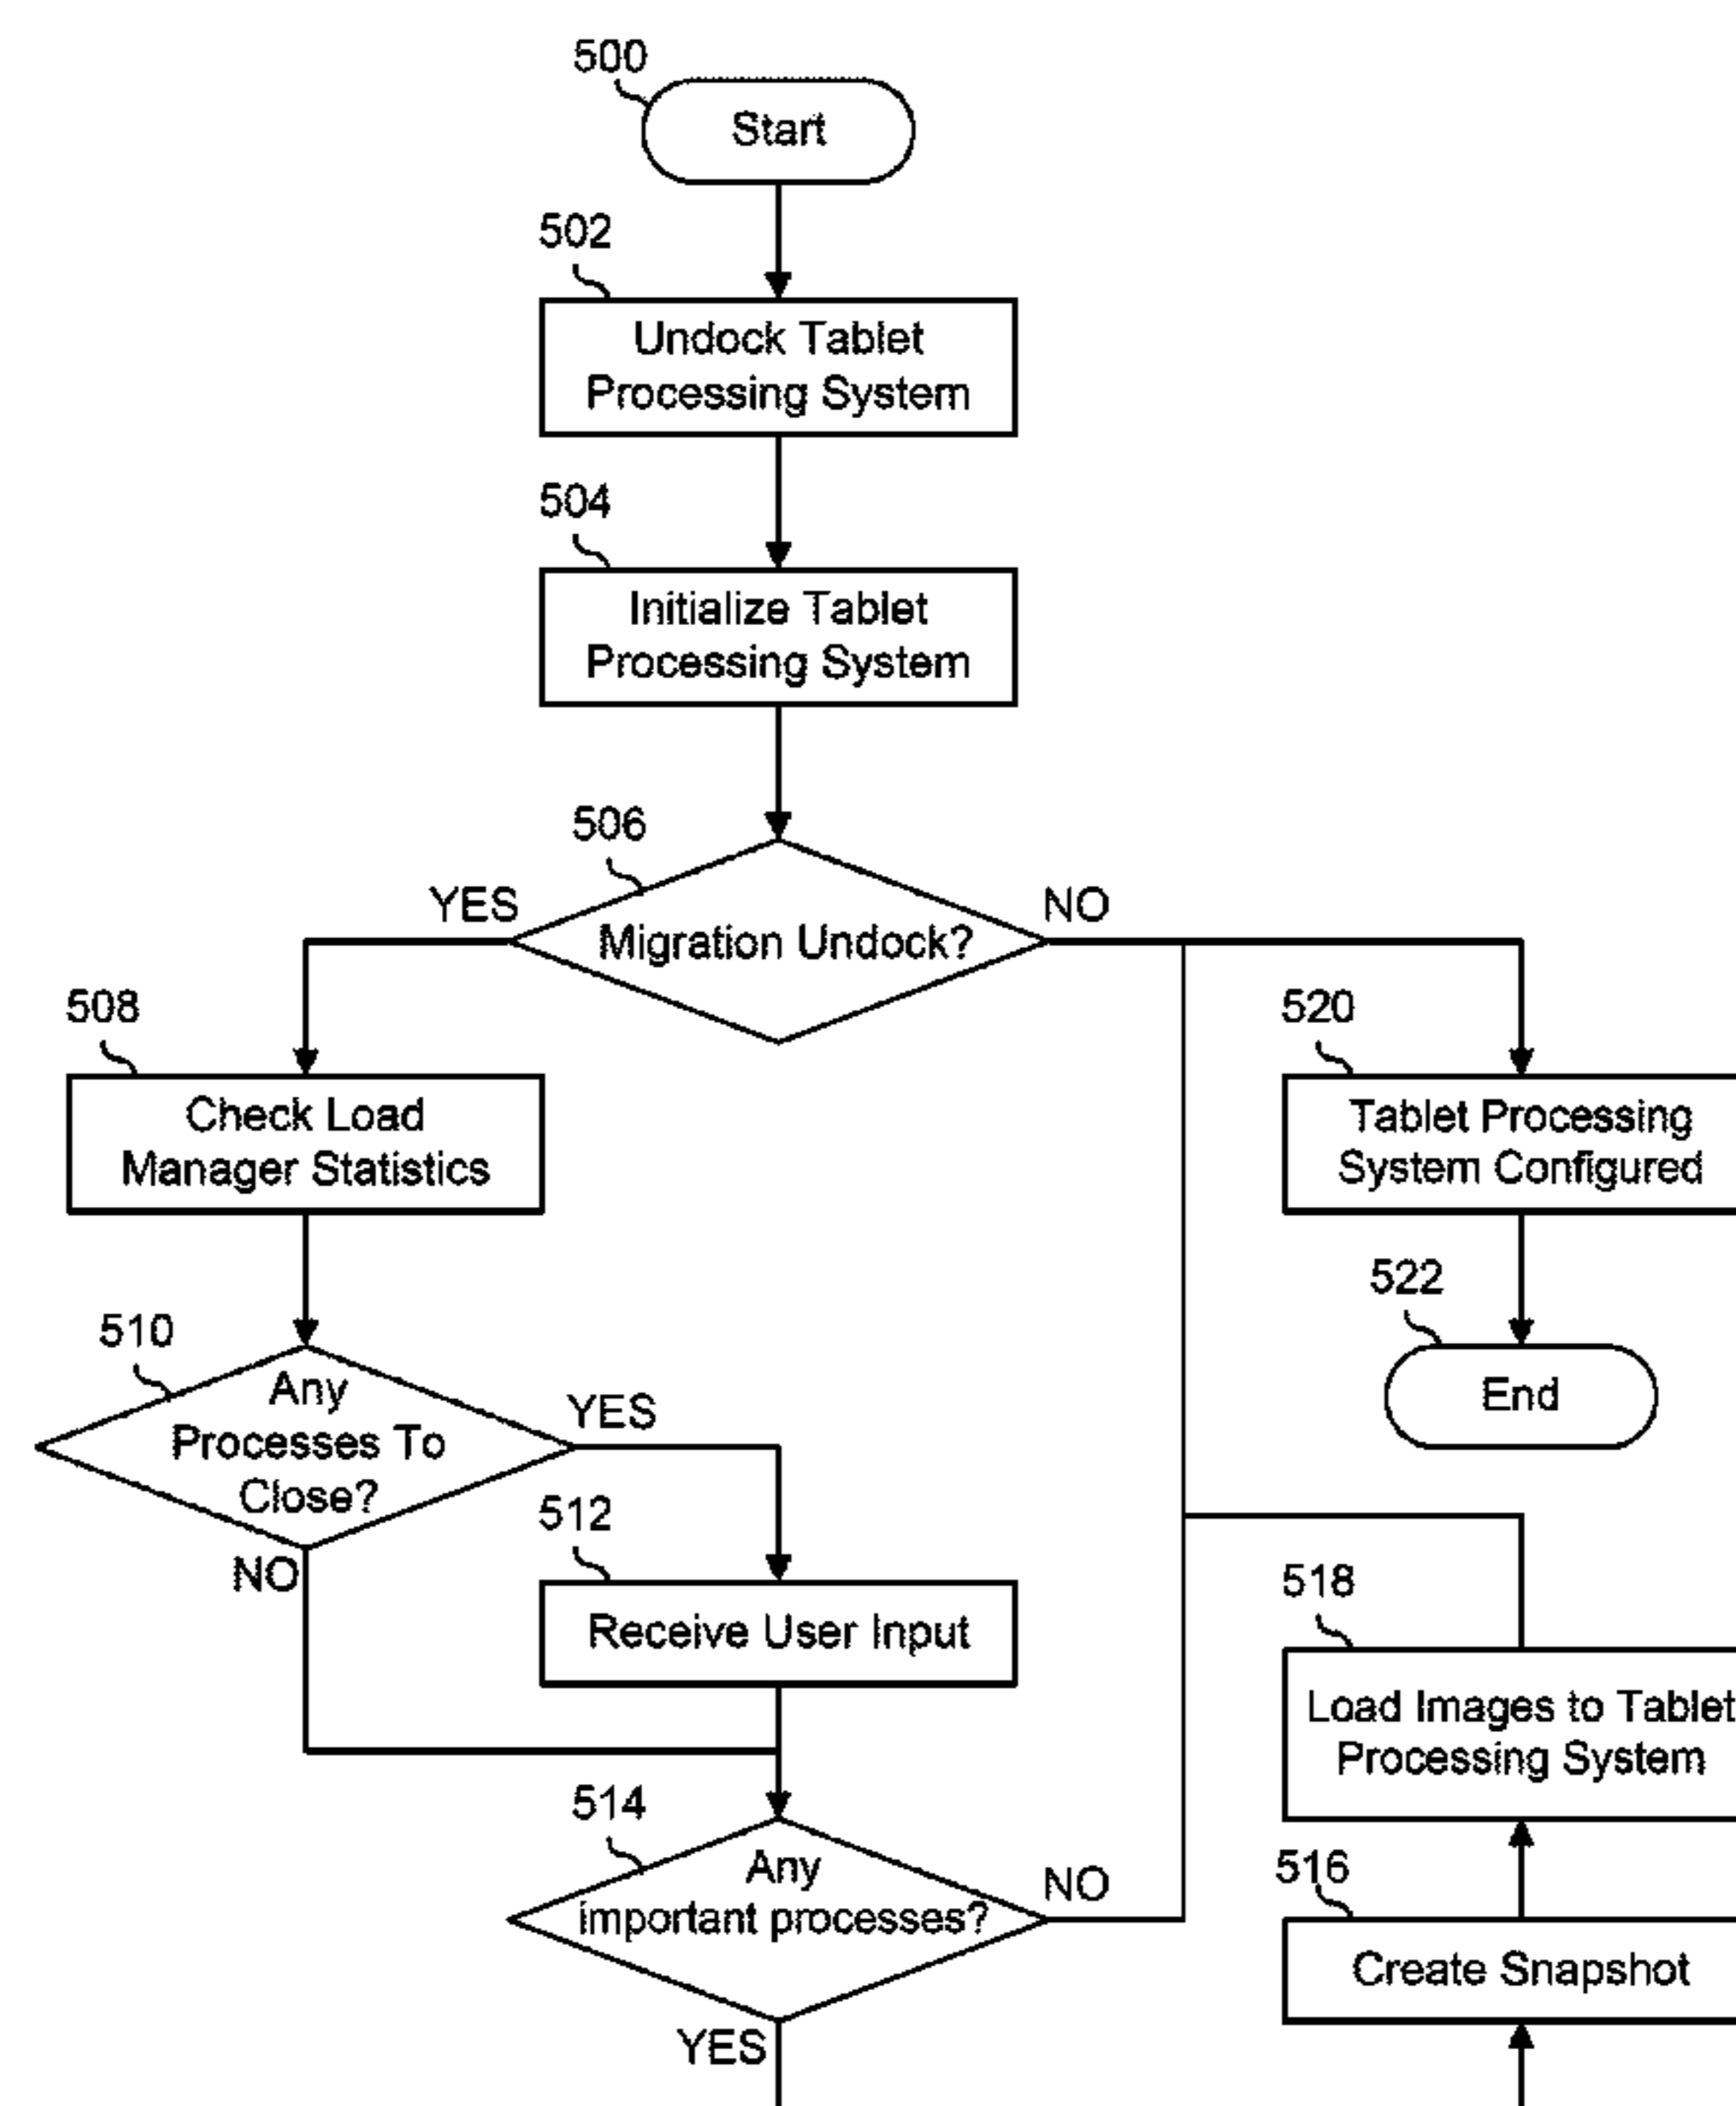 500
Start
502
Undock Tablet
Processing System
504
Initialize Tablet
Processing System
506
YES
NO
Migration Undock?
508
Check Load
Manager Statistics
520
Tablet Processing
System Configured
522
End
510
Any
Processes To
Close?
YES
NO
512
Receive User Input
518
Load Images to Tablet
Processing System
514
Any
important processes?
NO
YES
516
Create Snapshot